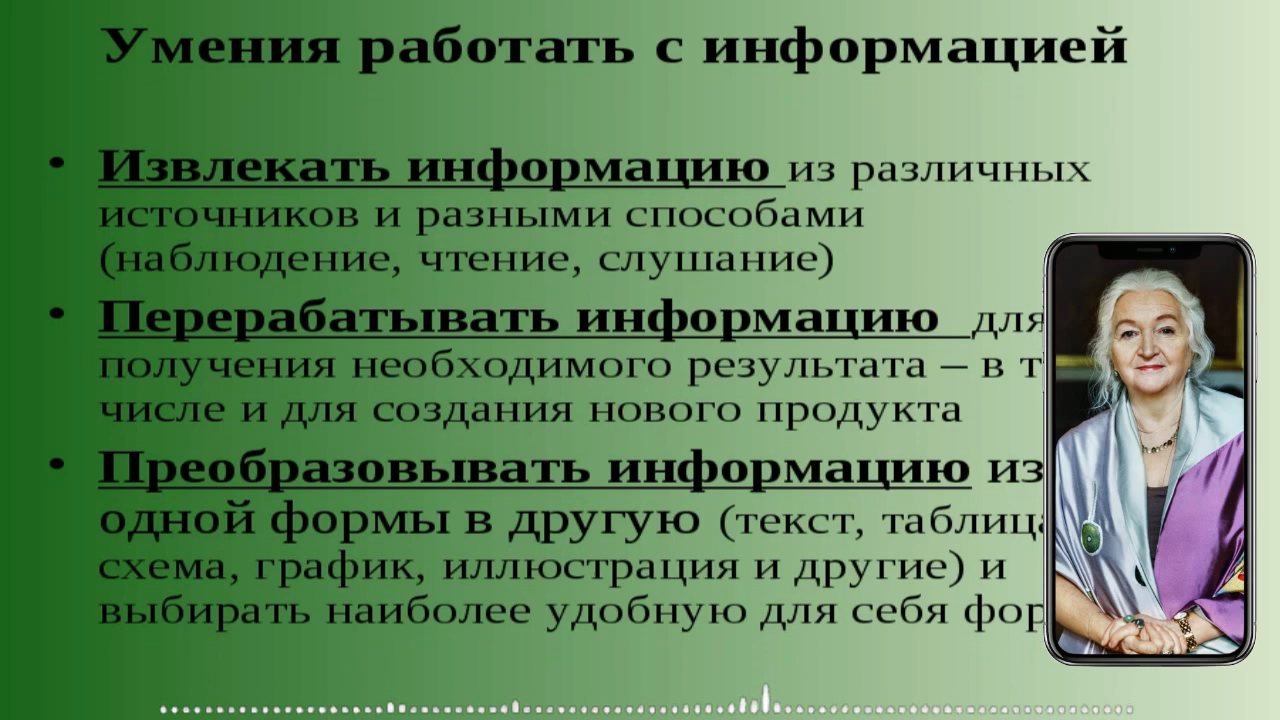 Умения работать с информацией
• Извлекать информацию из различных
источников и разными способами
(наблюдение, чтение, слушание)
• Перерабатывать информацию для
получения необходимого результата – в т
числе и для создания нового продукта
• Преобразовывать информацию из
одной формы в другую (текст, таблица
схема, график, иллюстрация и другие) и
выбирать наиболее удобную для себя фор